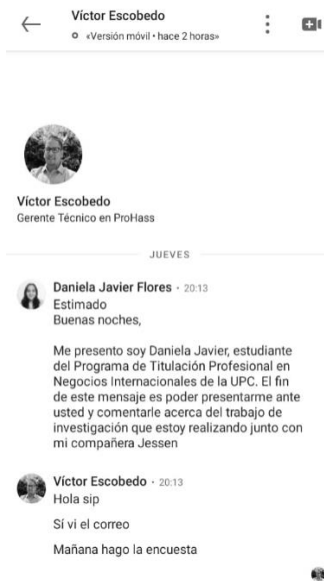 Víctor Escobedo
«Versión móvil • hace 2 horas»
Víctor Escobedo
Gerente Técnico en ProHass
JUEVES
Daniela Javier Flores • 20:13
Estimado
Buenas noches,
Me presento soy Daniela Javier, estudiante
del Programa de Titulación Profesional en
Negocios Internacionales de la UPC. El fin
de este mensaje es poder presentarme ante
usted y comentarle acerca del trabajo de
investigación que estoy realizando junto con
mi compañera Jessen
Víctor Escobedo • 20:13
Hola sip
Sí vi el correo
Mañana hago la encuesta